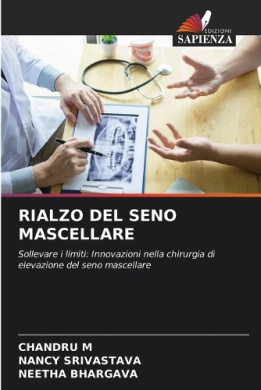 EDIZIONI
SAPIENZA
RIALZO DEL SENO
MASCELLARE
Sollevare i limiti: Innovazioni nella chirurgia di
elevazione del seno mascellare
CHANDRU M
NANCY SRIVASTAVA
NEETHA BHARGAVA